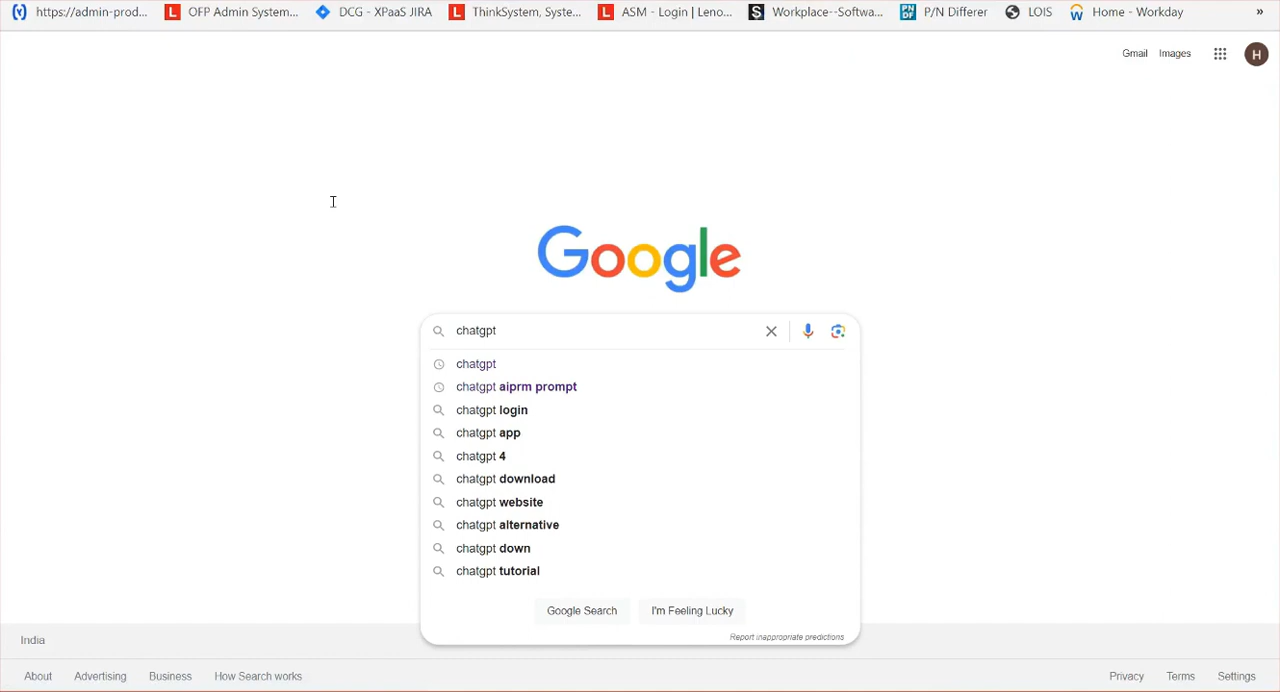 https://admin-prod... OFP Admin System... DCG - XPaaS JIRA ThinkSystem, Syste... ASM - Login | Leno... Workplace--Softwa... PN DF P/N Differer LOIS Home - Workday »
Gmail Images H
Google
chatgpt
chatgpt
chatgpt aiprm prompt
chatgpt login
chatgpt app
chatgpt 4
chatgpt download
chatgpt website
chatgpt alternative
chatgpt down
chatgpt tutorial
Google Search I'm Feeling Lucky
Report inappropriate predictions
India
About Advertising Business How Search works Privacy Terms Settings